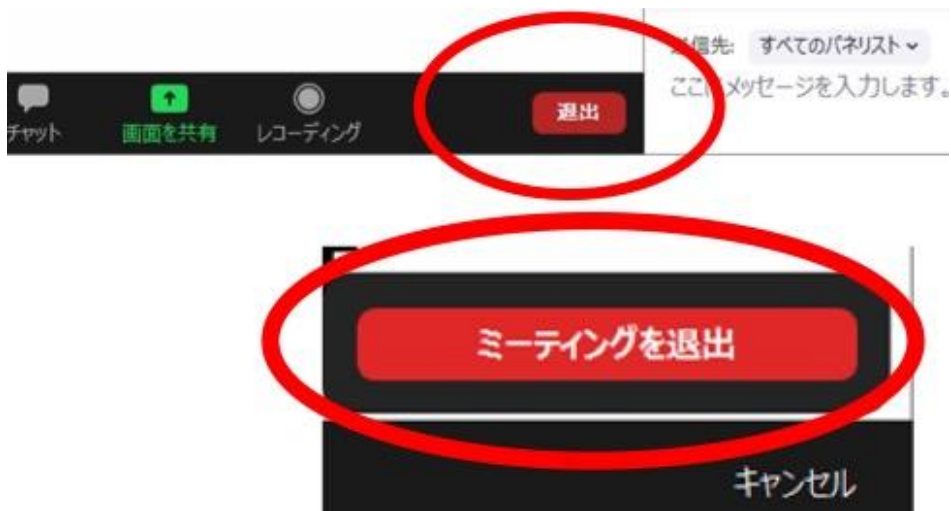 信先: すべてのパネリスト
ここにメッセージを入力します。
チャット
画面を共有
レコーディング
退出
ミーティングを退出
キャンセル